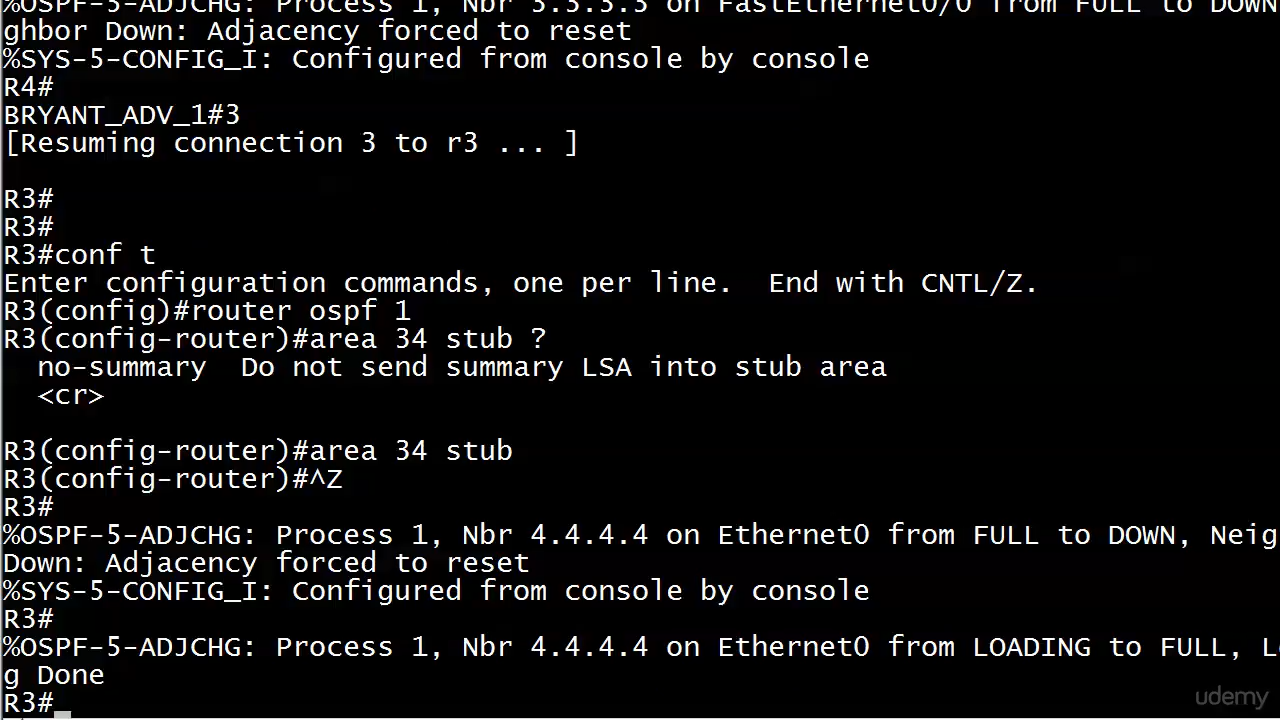 %OSPF-5-ADJCHG: Process 1, Nbr 3.3.3.3 on FastEthernet0/0 from FULL to DOWN
ghbor Down: Adjacency forced to reset
%SYS-5-CONFIG_I: Configured from console by console
R4#
BRYANT_ADV_1#3
[Resuming connection 3 to r3 ... ]
R3#
R3#
R3#conf t
Enter configuration commands, one per line.  End with CNTL/Z.
R3(config)#router ospf 1
R3(config-router)#area 34 stub ?
  no-summary  Do not send summary LSA into stub area
  <cr>
R3(config-router)#area 34 stub
R3(config-router)#^Z
R3#
%OSPF-5-ADJCHG: Process 1, Nbr 4.4.4.4 on Ethernet0 from FULL to DOWN, Neig
Down: Adjacency forced to reset
%SYS-5-CONFIG_I: Configured from console by console
R3#
%OSPF-5-ADJCHG: Process 1, Nbr 4.4.4.4 on Ethernet0 from LOADING to FULL, Lo
g Done
R3#
udemy